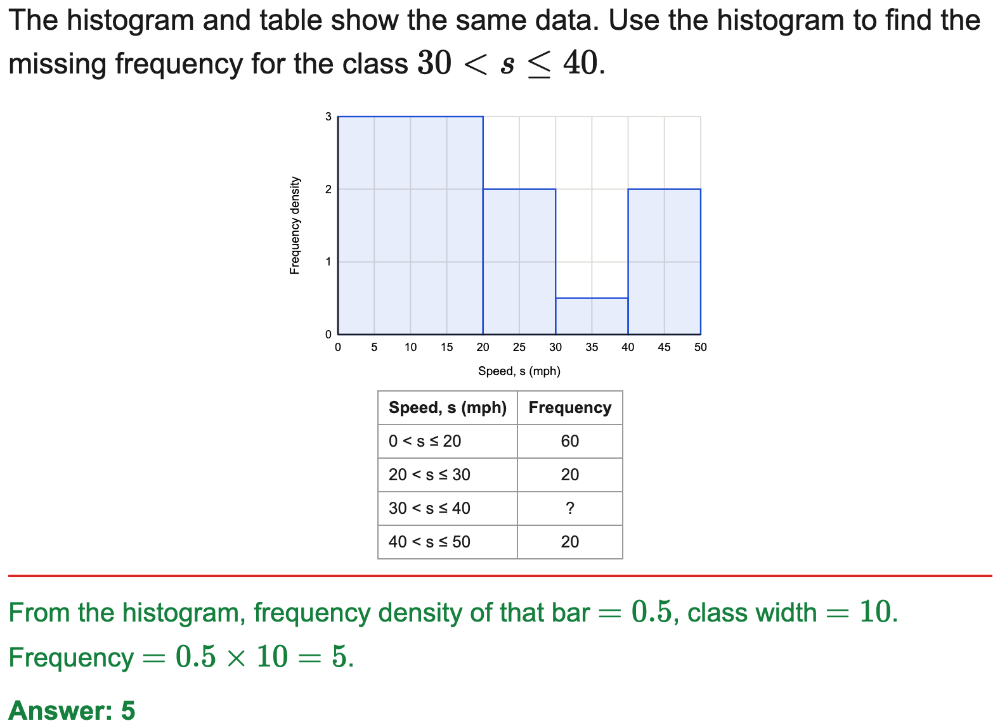 The histogram and table show the same data. Use the histogram to find the
missing frequency for the class 30 < s ≤ 40.
3
2
1
0
Frequency density
0 5 10 15 20 25 30 35 40 45 50
Speed, s (mph)
Speed, s (mph) Frequency
0 < s ≤ 20 60
20 < s ≤ 30 20
30 < s ≤ 40 ?
40 < s ≤ 50 20
From the histogram, frequency density of that bar = 0.5, class width = 10.
Frequency = 0.5 × 10 = 5.
Answer: 5